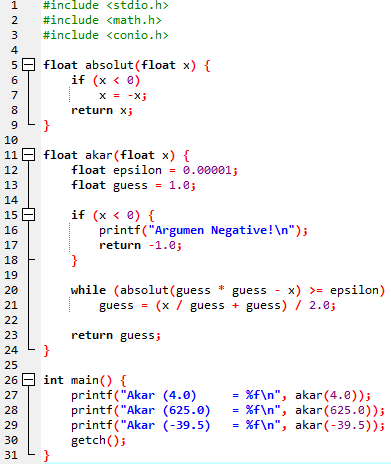 1 #include <stdio.h>
2 #include <math.h>
3 #include <conio.h>
4
5 float absolut(float x) {
6     if (x < 0)
7         x = -x;
8     return x;
9 }
10
11 float akar(float x) {
12     float epsilon = 0.00001;
13     float guess = 1.0;
14
15     if (x < 0) {
16         printf("Argumen Negative!\n");
17         return -1.0;
18     }
19
20     while (absolut(guess * guess - x) >= epsilon)
21         guess = (x / guess + guess) / 2.0;
22
23     return guess;
24 }
25
26 int main() {
27     printf("Akar (4.0)     = %f\n", akar(4.0));
28     printf("Akar (625.0)   = %f\n", akar(625.0));
29     printf("Akar (-39.5)   = %f\n", akar(-39.5));
30     getch();
31 }